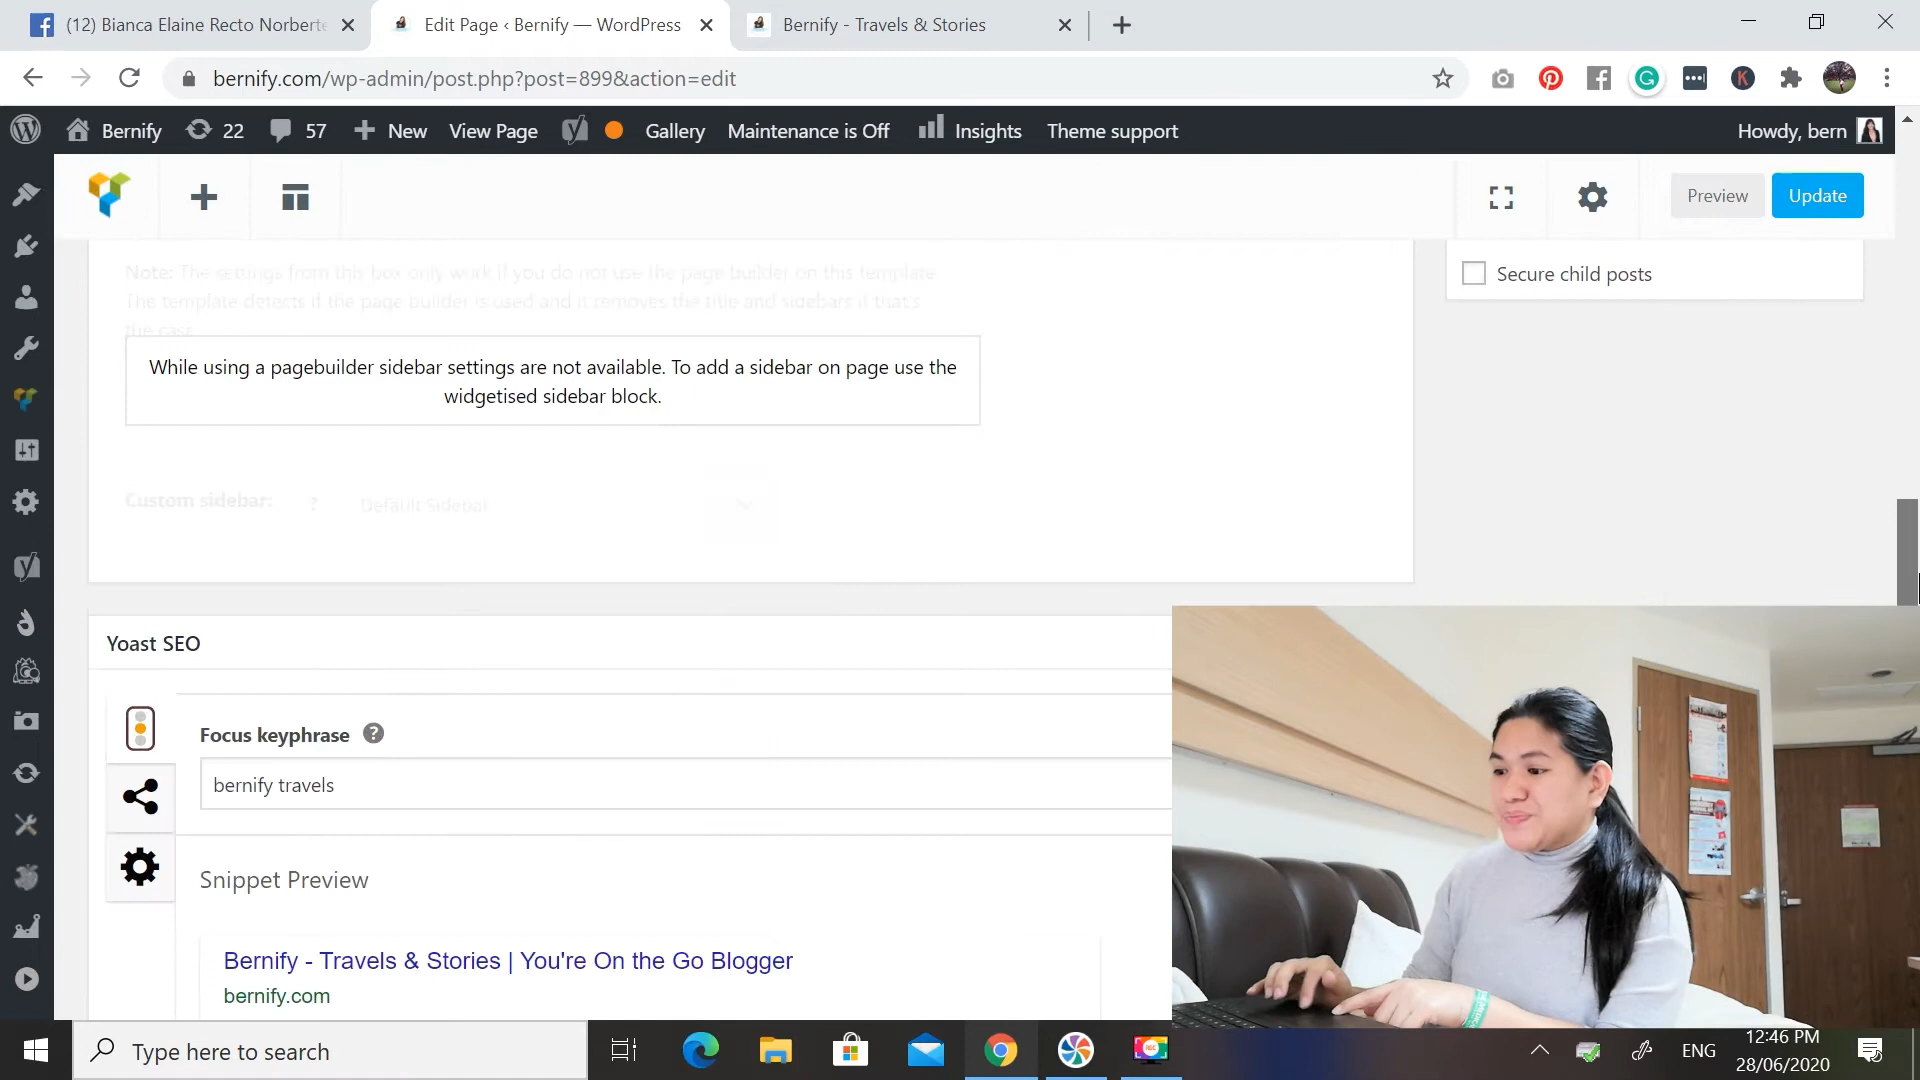 (12) Bianca Elaine Recto Norberte
Edit Page ‹ Bernify — WordPress
Bernify - Travels & Stories
bernify.com/wp-admin/post.php?post=899&action=edit
Bernify
22
57
New
View Page
Gallery
Maintenance is Off
Insights
Theme support
Howdy, bern
Preview
Update
Note: The settings from this box only work if you do not use the page builder on this template
The template detects if the page builder is used and it removes the title and sidebars if that's
the case
Secure child posts
While using a pagebuilder sidebar settings are not available. To add a sidebar on page use the
widgetised sidebar block.
Custom sidebar:
?
Default Sidebar
Yoast SEO
Focus keyphrase
?
bernify travels
Snippet Preview
Bernify - Travels & Stories | You're On the Go Blogger
bernify.com
Type here to search
REC
ENG
12:46 PM
28/06/2020